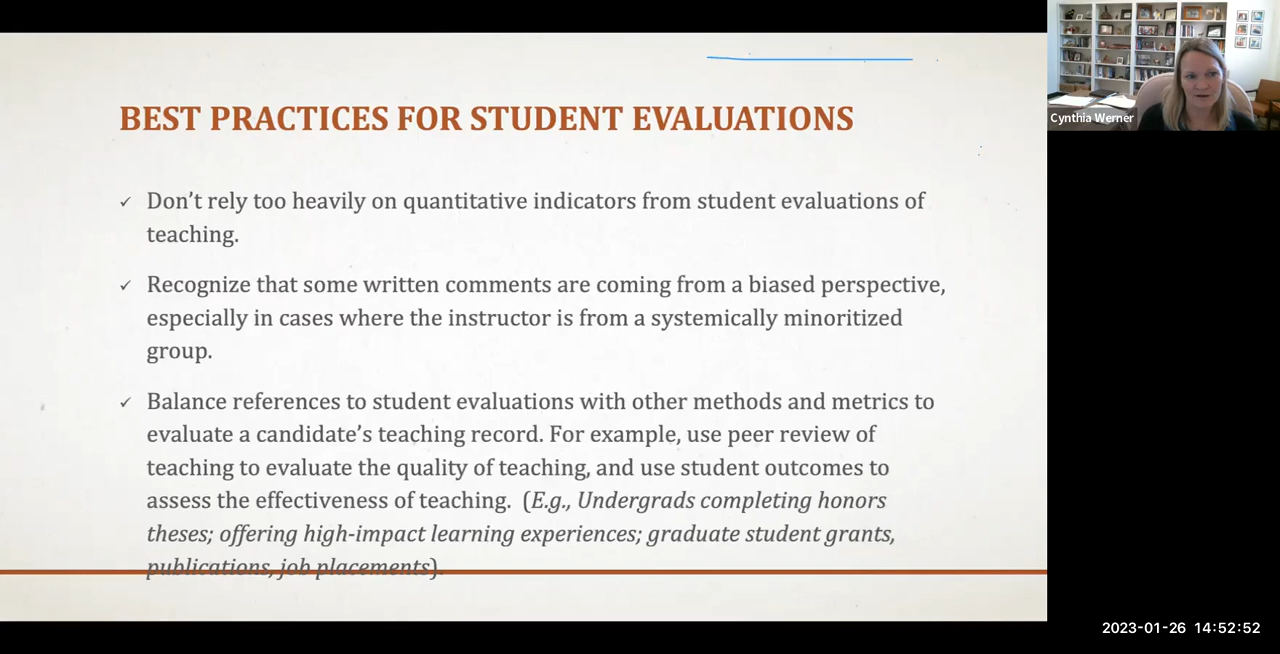 BEST PRACTICES FOR STUDENT EVALUATIONS
✓ Don’t rely too heavily on quantitative indicators from student evaluations of
teaching.
✓ Recognize that some written comments are coming from a biased perspective,
especially in cases where the instructor is from a systemically minoritized
group.
✓ Balance references to student evaluations with other methods and metrics to
evaluate a candidate’s teaching record. For example, use peer review of
teaching to evaluate the quality of teaching, and use student outcomes to
assess the effectiveness of teaching. (E.g., Undergrads completing honors
theses; offering high-impact learning experiences; graduate student grants,
publications, job placements).
Cynthia Werner
2023-01-26 14:52:52